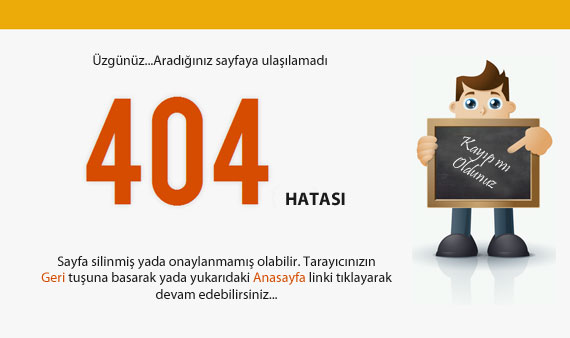 Üzgünüz...Aradığınız sayfaya ulaşılamadı
404
HATASI
Kayıp mı
Oldunuz
Sayfa silinmiş yada onaylanmamış olabilir. Tarayıcınızın
Geri tuşuna basarak yada yukarıdaki Anasayfa linki tıklayarak
devam edebilirsiniz...